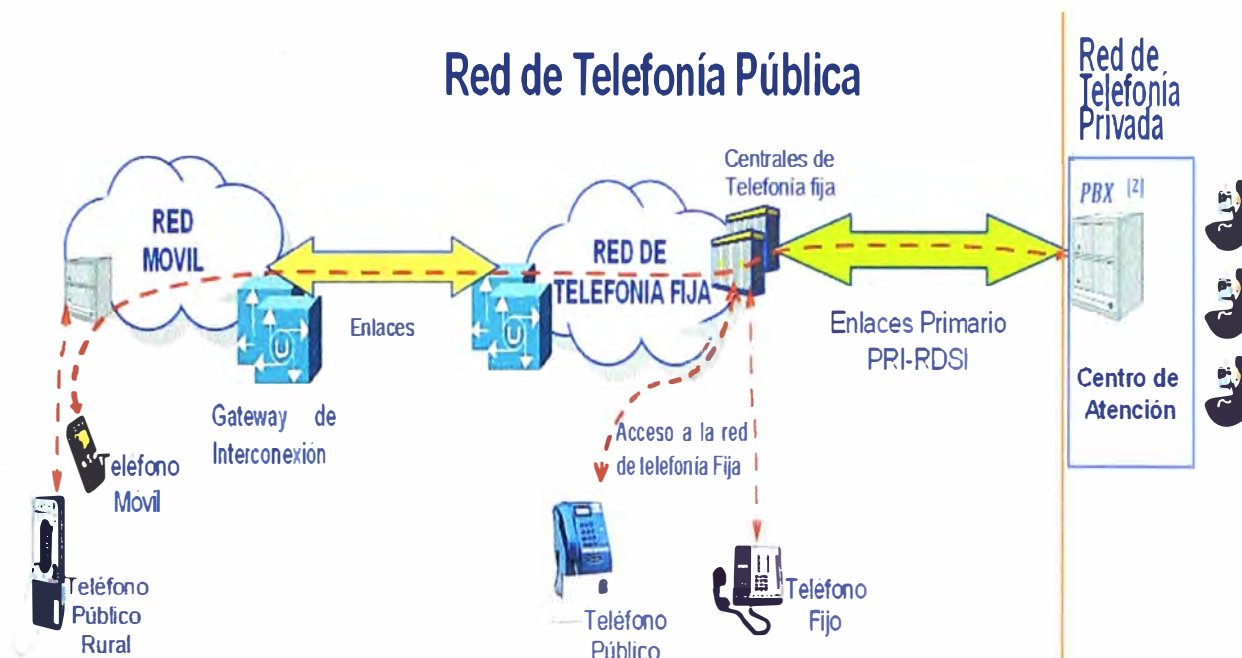 Red de Telefonía Pública
Red de
Telefonía
Privada
Centrales de
Telefonía fija
PBX [2]
RED
MOVIL
RED DE
TELEFONIA FIJA
Enlaces
Enlaces Primario
PRI-RDSI
Centro de
Atención
Gateway de
Interconexión
Acceso a la red
de telefonía Fija
Teléfono
Móvil
Teléfono
Público
Rural
Teléfono
Público
Teléfono
Fijo